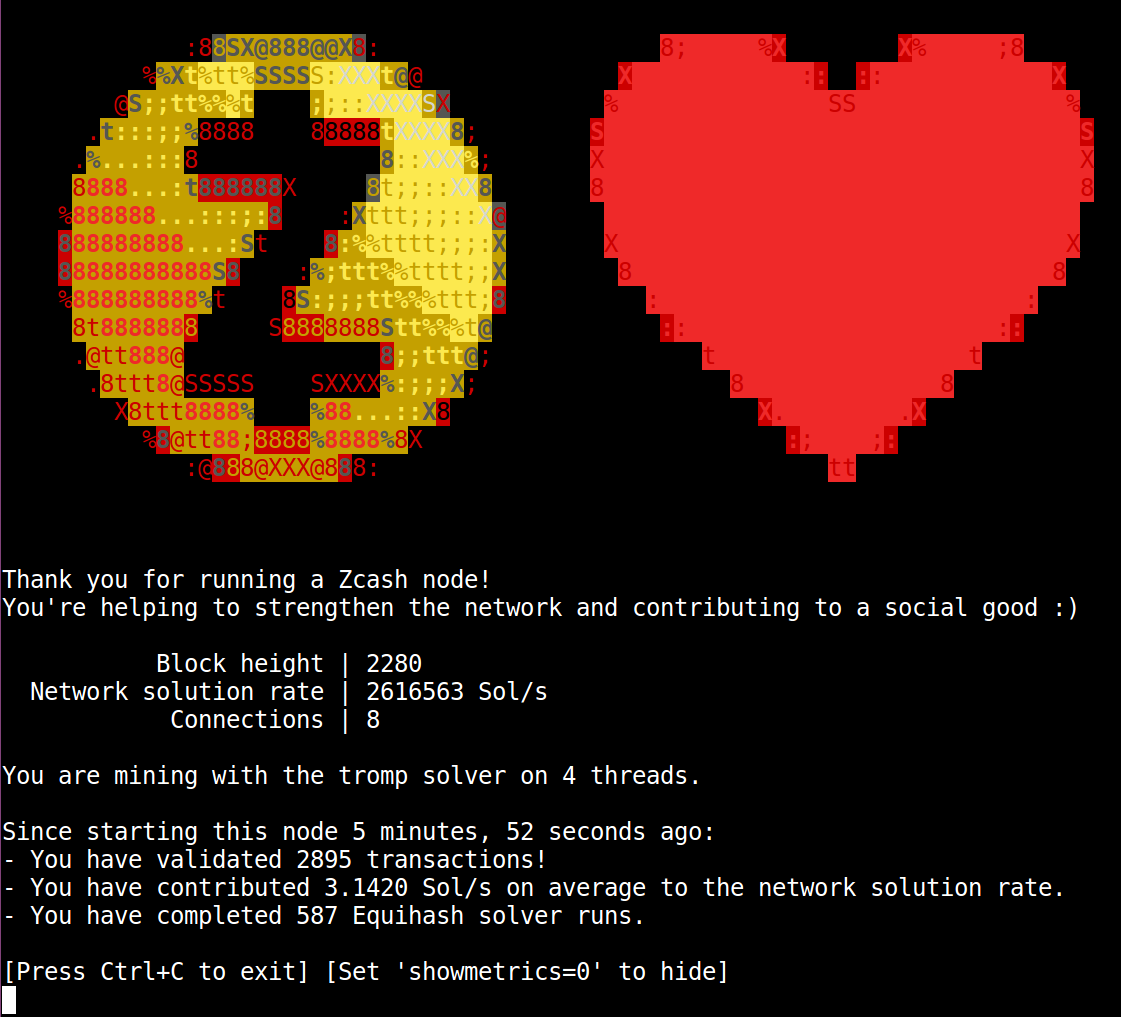 Thank you for running a Zcash node!
You're helping to strengthen the network and contributing to a social good :)
Block height | 2280
Network solution rate | 2616563 Sol/s
Connections | 8
You are mining with the tromp solver on 4 threads.
Since starting this node 5 minutes, 52 seconds ago:
- You have validated 2895 transactions!
- You have contributed 3.1420 Sol/s on average to the network solution rate.
- You have completed 587 Equihash solver runs.
[Press Ctrl+C to exit] [Set 'showmetrics=0' to hide]